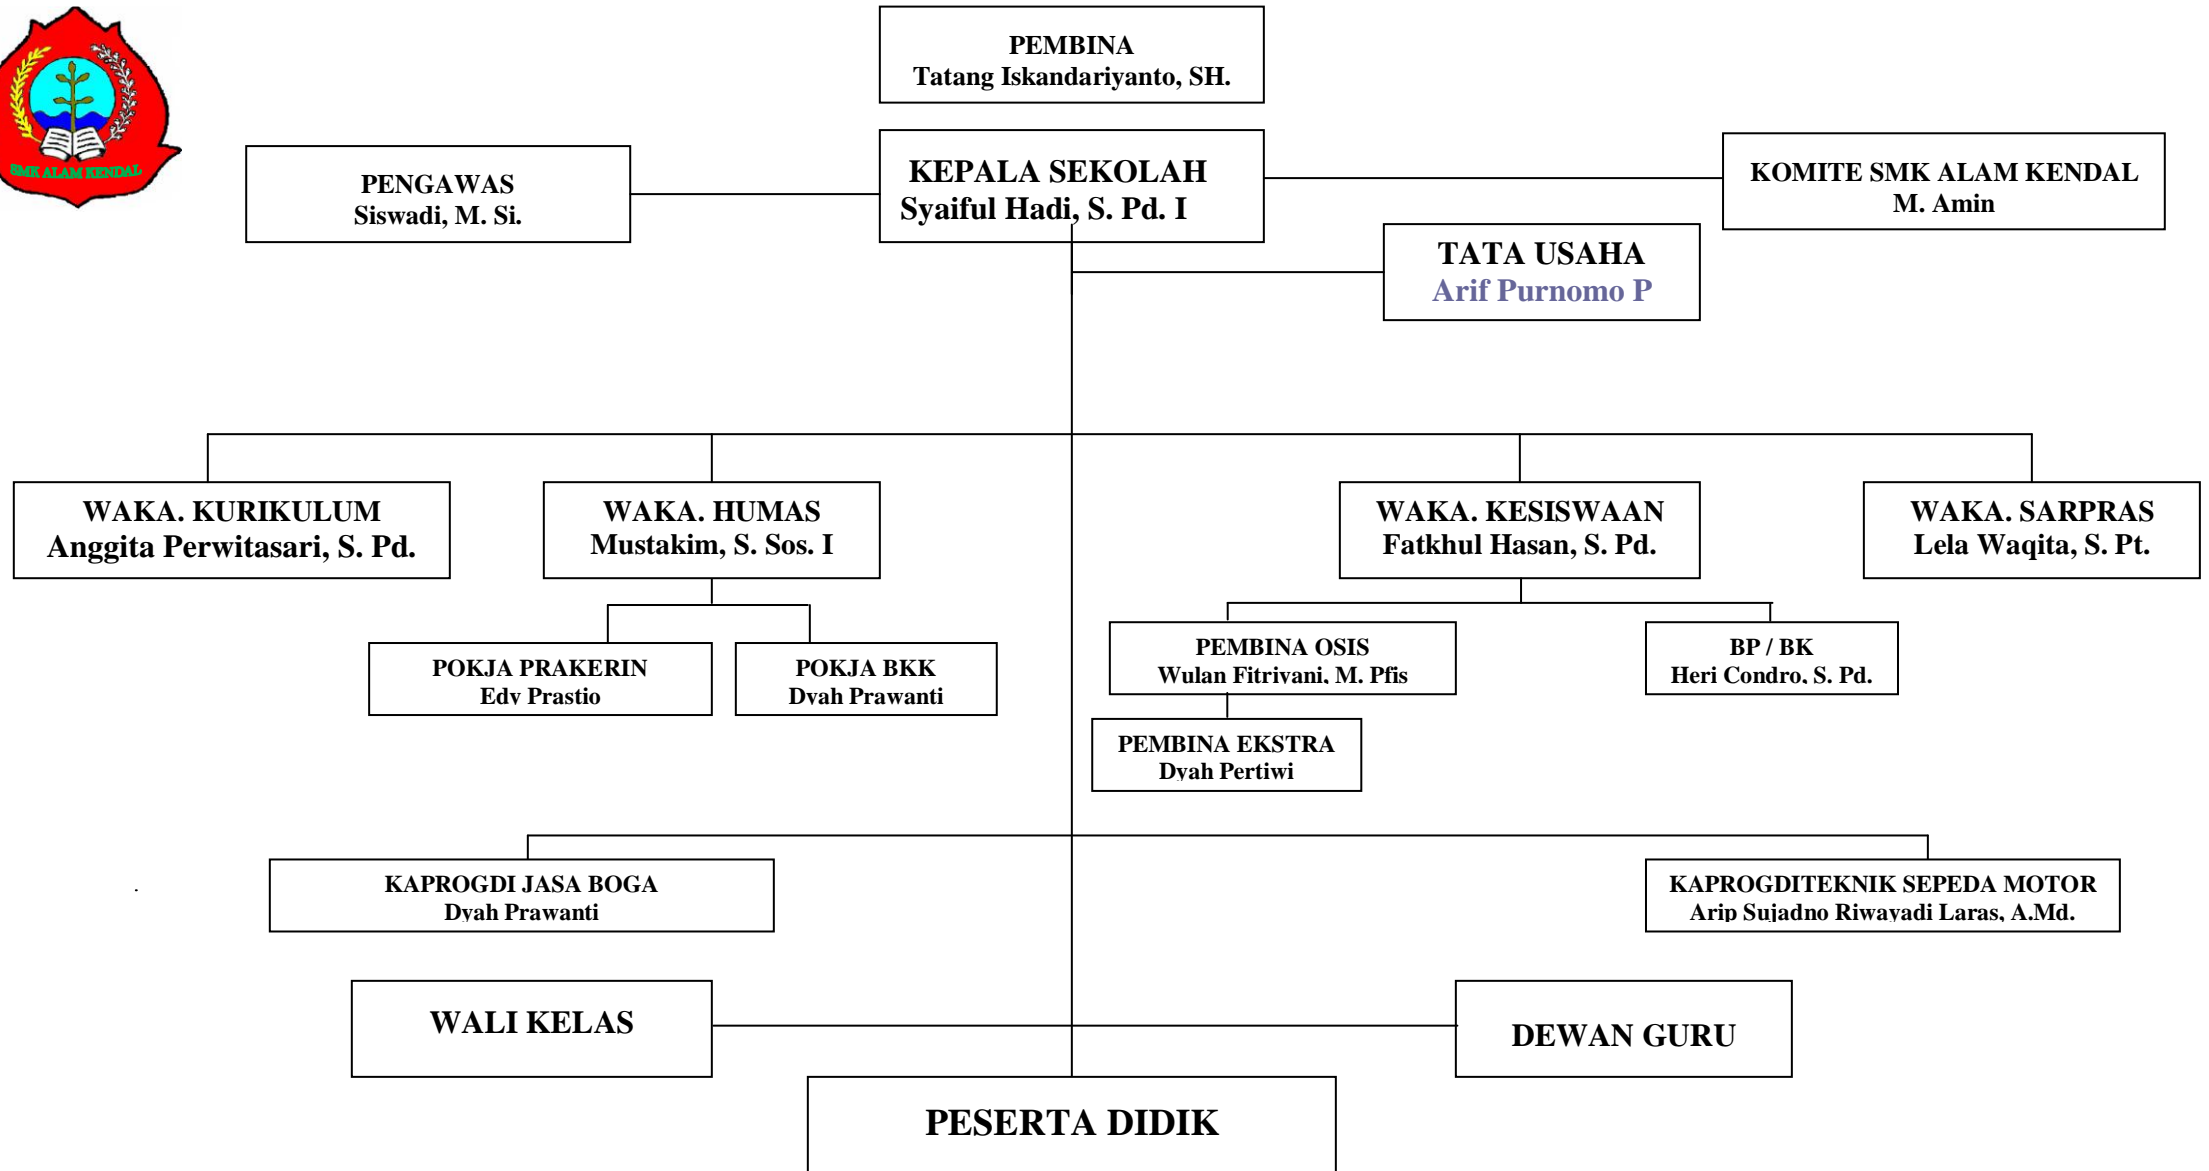 SMK ALAM KENDAL
PEMBINA
Tatang Iskandariyanto, SH.
PENGAWAS
Siswadi, M. Si.
KEPALA SEKOLAH
Syaiful Hadi, S. Pd. I
KOMITE SMK ALAM KENDAL
M. Amin
TATA USAHA
Arif Purnomo P
WAKA. KURIKULUM
Anggita Perwitasari, S. Pd.
WAKA. HUMAS
Mustakim, S. Sos. I
WAKA. KESISWAAN
Fatkhul Hasan, S. Pd.
WAKA. SARPRAS
Lela Waqita, S. Pt.
POKJA PRAKERIN
Edy Prastio
POKJA BKK
Dyah Prawanti
PEMBINA OSIS
Wulan Fitriyani, M. Pfis
BP / BK
Heri Condro, S. Pd.
PEMBINA EKSTRA
Dyah Pertiwi
KAPROGDI JASA BOGA
Dyah Prawanti
KAPROGDITEKNIK SEPEDA MOTOR
Arip Sujadno Riwayadi Laras, A.Md.
WALI KELAS
DEWAN GURU
PESERTA DIDIK